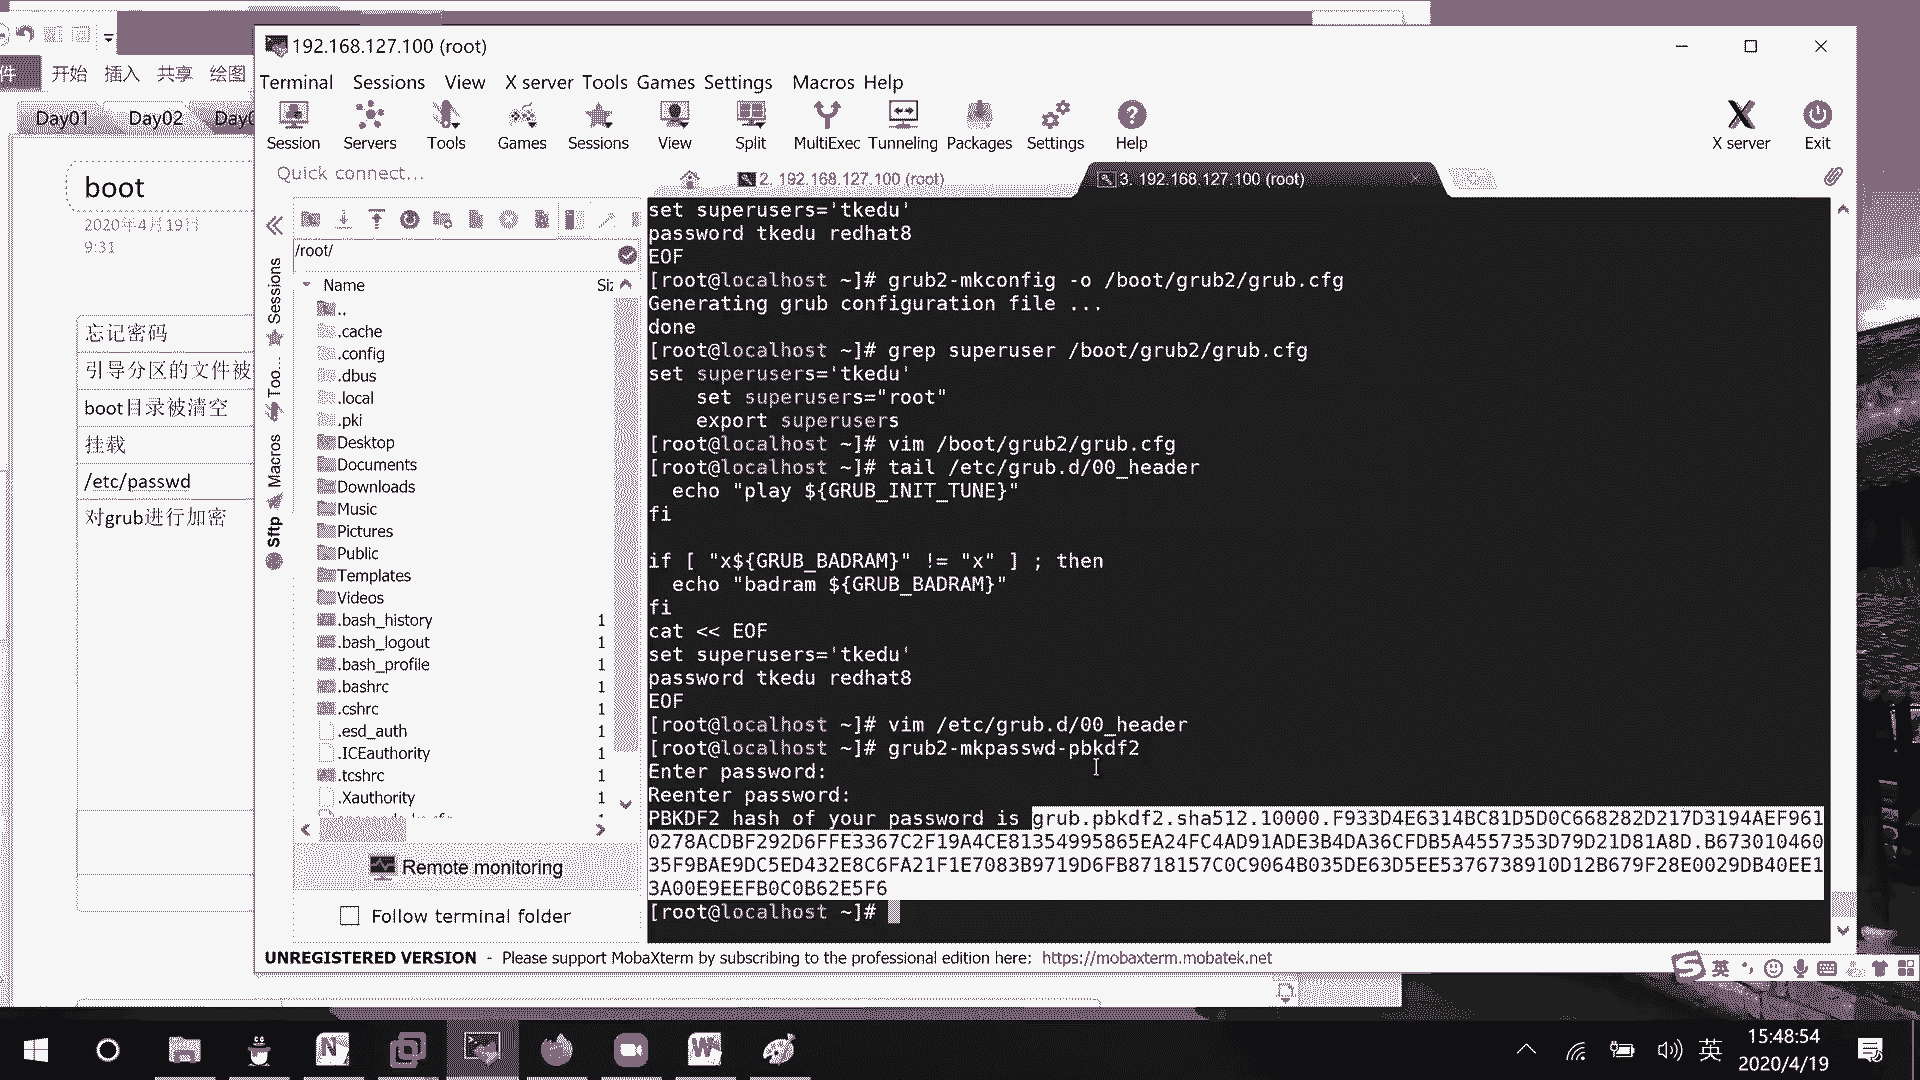 192.168.127.100 (root)
Terminal Sessions View X server Tools Games Settings Macros Help
Session Servers Tools Games Sessions View Split MultiExec Tunneling Packages Settings Help X server Exit
Quick connect...
2. 192.168.127.100 (root)
3. 192.168.127.100 (root)
件 开始 插入 共享 绘图
Day01 Day02
boot
2020年4月19日
9:31
忘记密码
引导分区的文件被
boot目录被清空
挂载
/etc/passwd
对grub进行加密
Sessions
Too...
Macros
Sftp
/root/
Name
..
.cache
.config
.dbus
.local
.pki
Desktop
Documents
Downloads
Music
Pictures
Public
Templates
Videos
.bash_history 1
.bash_logout 1
.bash_profile 1
.bashrc 1
.cshrc 1
.esd_auth 1
.ICEauthority 1
.tcshrc 1
.Xauthority 1
Remote monitoring
Follow terminal folder
set superusers='tkedu'
password tkedu redhat8
EOF
[root@localhost ~]# grub2-mkconfig -o /boot/grub2/grub.cfg
Generating grub configuration file ...
done
[root@localhost ~]# grep superuser /boot/grub2/grub.cfg
set superusers='tkedu'
    set superusers="root"
    export superusers
[root@localhost ~]# vim /boot/grub2/grub.cfg
[root@localhost ~]# tail /etc/grub.d/00_header
  echo "play ${GRUB_INIT_TUNE}"
fi
if [ "x${GRUB_BADRAM}" != "x" ] ; then
  echo "badram ${GRUB_BADRAM}"
fi
cat << EOF
set superusers='tkedu'
password tkedu redhat8
EOF
[root@localhost ~]# vim /etc/grub.d/00_header
[root@localhost ~]# grub2-mkpasswd-pbkdf2
Enter password:
Reenter password:
PBKDF2 hash of your password is grub.pbkdf2.sha512.10000.F933D4E6314BC81D5D0C668282D217D3194AEF961
0278ACDBF292D6FFE3367C2F19A4CE81354995865EA24FC4AD91ADE3B4DA36CFDB5A4557353D79D21D81A8D.B673010460
35F9BAE9DC5ED432E8C6FA21F1E7083B9719D6FB8718157C0C9064B035DE63D5EE5376738910D12B679F28E0029DB40EE1
3A00E9EEFB0C0B62E5F6
[root@localhost ~]#
UNREGISTERED VERSION - Please support MobaXterm by subscribing to the professional edition here: https://mobaxterm.mobatek.net
英
英
15:48:54
2020/4/19